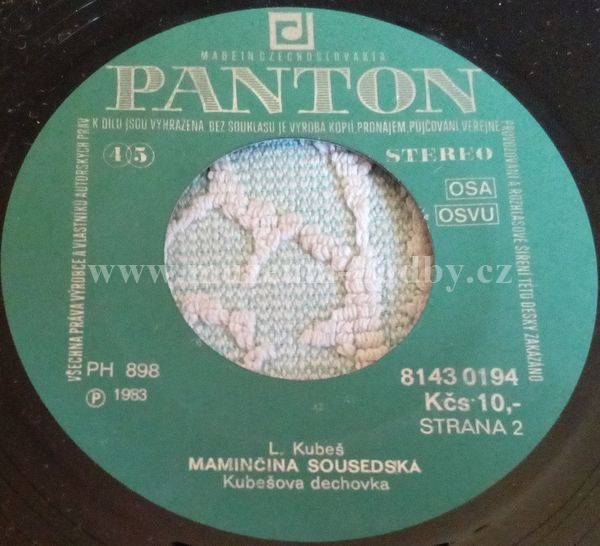 MADE IN CZECHOSLOVAKIA
PANTON
VŠECHNA PRÁVA VÝROBCE A VLASTNÍKŮ AUTORSKÝCH PRÁV K DÍLU JSOU VYHRAZENA. BEZ SOUHLASU JE VÝROBA KOPIÍ, PRONÁJEM, PŮJČOVÁNÍ VEŘEJNÉ PROVOZOVÁNÍ A ROZHLASOVÉ ŠÍŘENÍ TÉTO DESKY ZAKÁZÁNO
45 STEREO
OSA
OSVU
PH 898
Ⓟ 1983
8143 0194
Kčs 10,-
STRANA 2
L. Kubeš
MAMINČINA SOUSEDSKÁ
Kubešova dechovka